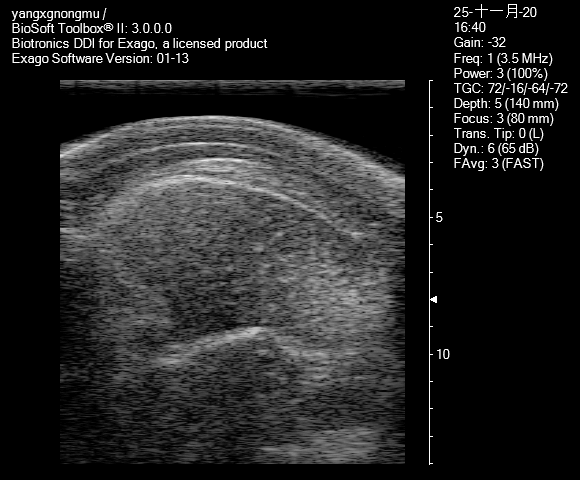 yangxgnongmu /
BioSoft Toolbox® II: 3.0.0.0
Biotronics DDI for Exago, a licensed product
Exago Software Version: 01-13
25-十一月-20
16:40
Gain: -32
Freq: 1 (3.5 MHz)
Power: 3 (100%)
TGC: 72/-16/-64/-72
Depth: 5 (140 mm)
Focus: 3 (80 mm)
Trans. Tip: 0 (L)
Dyn.: 6 (65 dB)
FAvg: 3 (FAST)
5
10